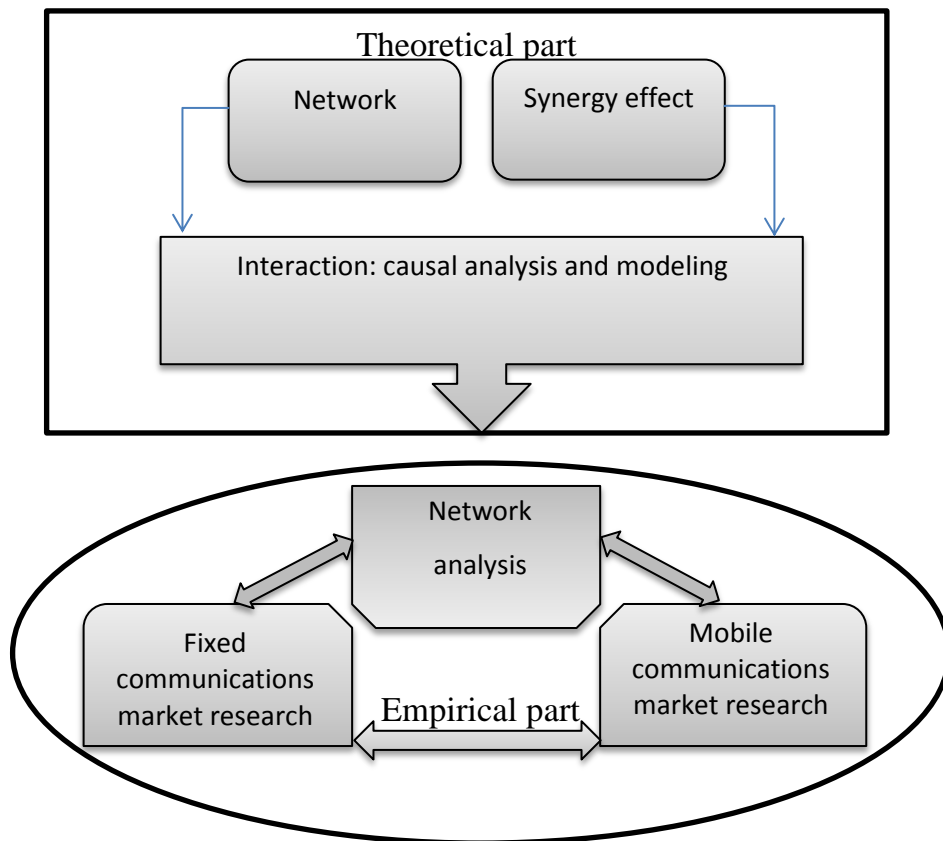 Theoretical part
Network
Synergy effect
Interaction: causal analysis and modeling
Network
analysis
Fixed
communications
market research
Mobile
communications
market research
Empirical part